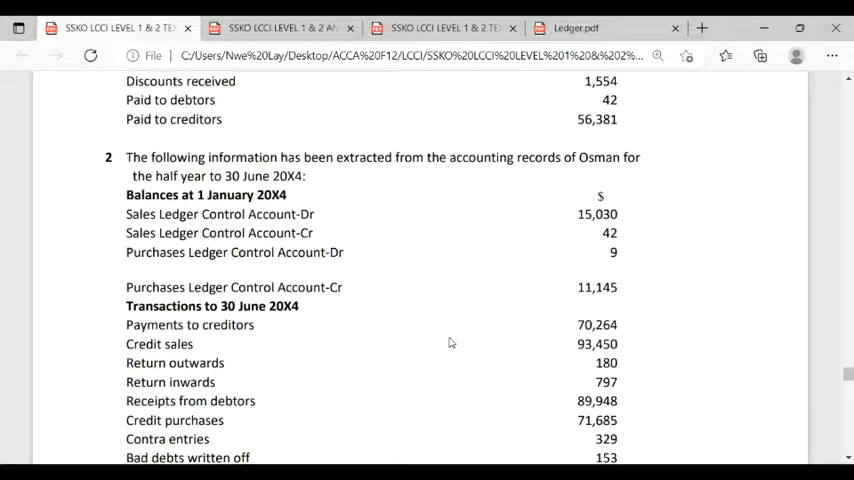 SSKO LCCI LEVEL 1 & 2 TEX
SSKO LCCI LEVEL 1 & 2 AN
SSKO LCCI LEVEL 1 & 2 TEX
Ledger.pdf
File
C:/Users/Nwe%20Lay/Desktop/ACCA%20F12/LCCI/SSKO%20LCCI%20LEVEL%201%20&%202%...
Discounts received 1,554
Paid to debtors 42
Paid to creditors 56,381
2 The following information has been extracted from the accounting records of Osman for
the half year to 30 June 20X4:
Balances at 1 January 20X4 $
Sales Ledger Control Account-Dr 15,030
Sales Ledger Control Account-Cr 42
Purchases Ledger Control Account-Dr 9
Purchases Ledger Control Account-Cr 11,145
Transactions to 30 June 20X4
Payments to creditors 70,264
Credit sales 93,450
Return outwards 180
Return inwards 797
Receipts from debtors 89,948
Credit purchases 71,685
Contra entries 329
Bad debts written off 153